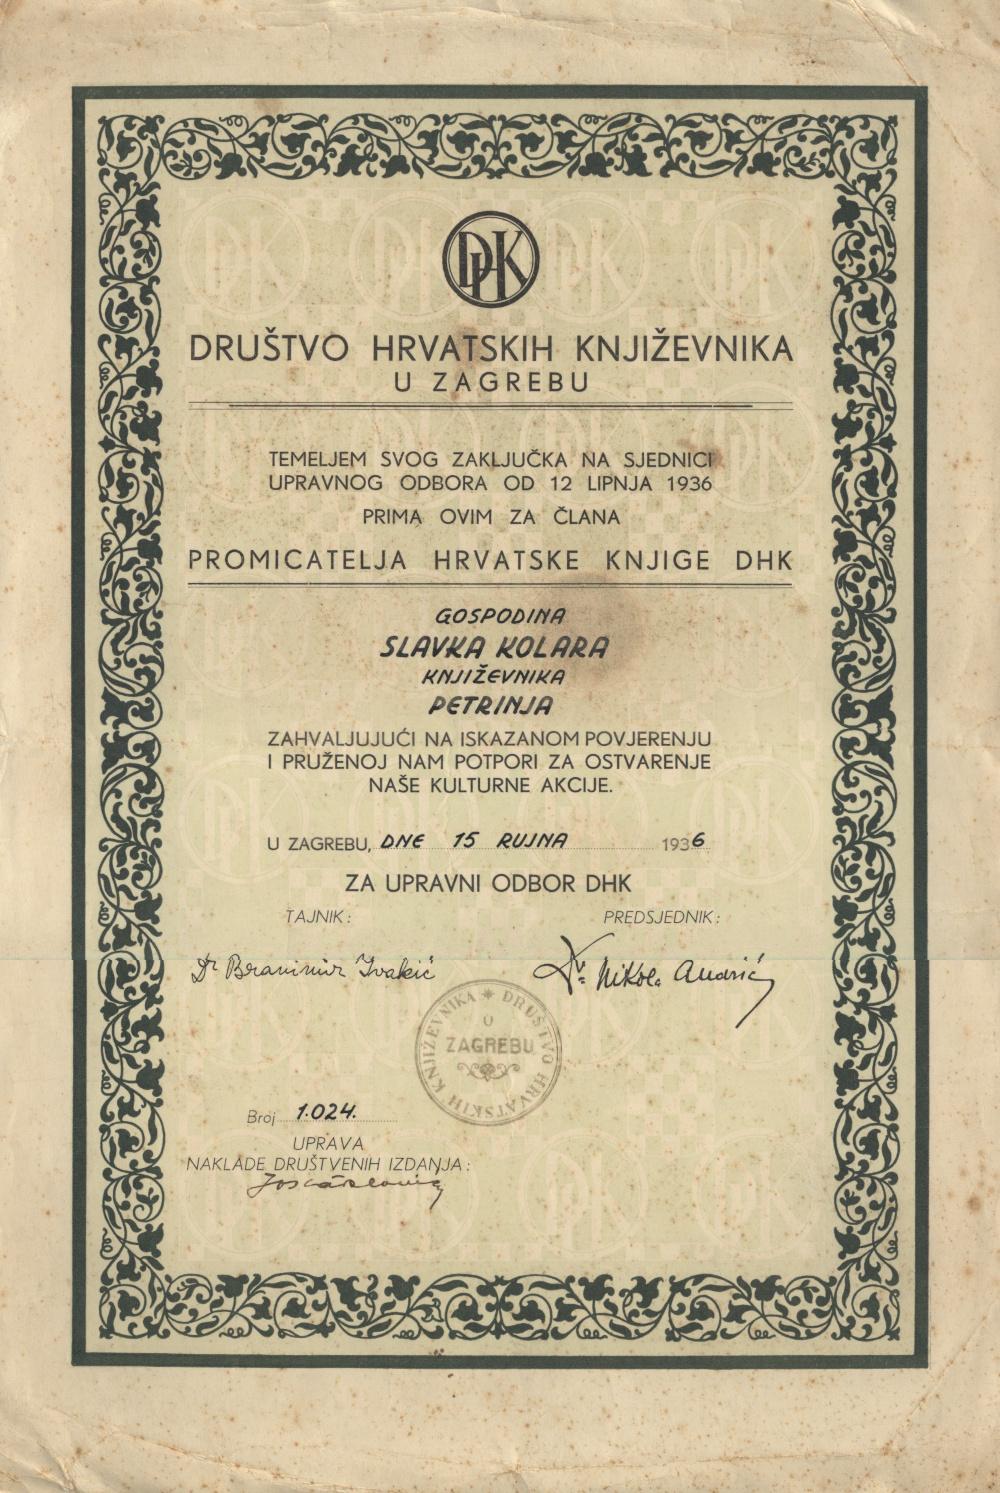 DHK
DRUŠTVO HRVATSKIH KNJIŽEVNIKA
U ZAGREBU
TEMELJEM SVOG ZAKLJUČKA NA SJEDNICI
UPRAVNOG ODBORA OD 12 LIPNJA 1936
PRIMA OVIM ZA ČLANA
PROMICATELJA HRVATSKE KNJIGE DHK
GOSPODINA
SLAVKA KOLARA
KNJIŽEVNIKA
PETRINJA
ZAHVALJUJUĆI NA ISKAZANOM POVJERENJU
I PRUŽENOJ NAM POTPORI ZA OSTVARENJE
NAŠE KULTURNE AKCIJE.
U ZAGREBU, DNE 15 RUJNA 1936
ZA UPRAVNI ODBOR DHK
TAJNIK: PREDSJEDNIK:
Dr Branimir Ivakić Dr. Nikola Andrić
DRUŠTVO HRVATSKIH KNJIŽEVNIKA
U
ZAGREBU
Broj 1.024.
UPRAVA
NAKLADE DRUŠTVENIH IZDANJA: